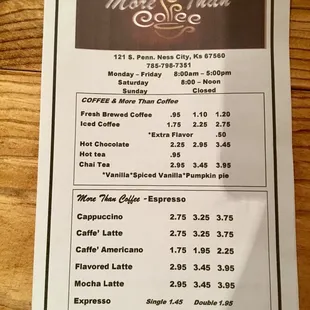 More Than
Coffee
121 S. Penn. Ness City, Ks 67560
785-798-7351
Monday – Friday 8:00am – 5:00pm
Saturday 8:00 – Noon
Sunday Closed
COFFEE & More Than Coffee
Fresh Brewed Coffee .95 1.10 1.20
Iced Coffee 1.75 2.25 2.75
*Extra Flavor .50
Hot Chocolate 2.25 2.95 3.45
Hot tea .95
Chai Tea 2.95 3.45 3.95
*Vanilla*Spiced Vanilla*Pumpkin pie
More Than Coffee - Espresso
Cappuccino 2.75 3.25 3.75
Caffe' Latte 2.75 3.25 3.75
Caffe' Americano 1.75 1.95 2.25
Flavored Latte 2.95 3.45 3.95
Mocha Latte 2.95 3.45 3.95
Expresso Single 1.45 Double 1.95